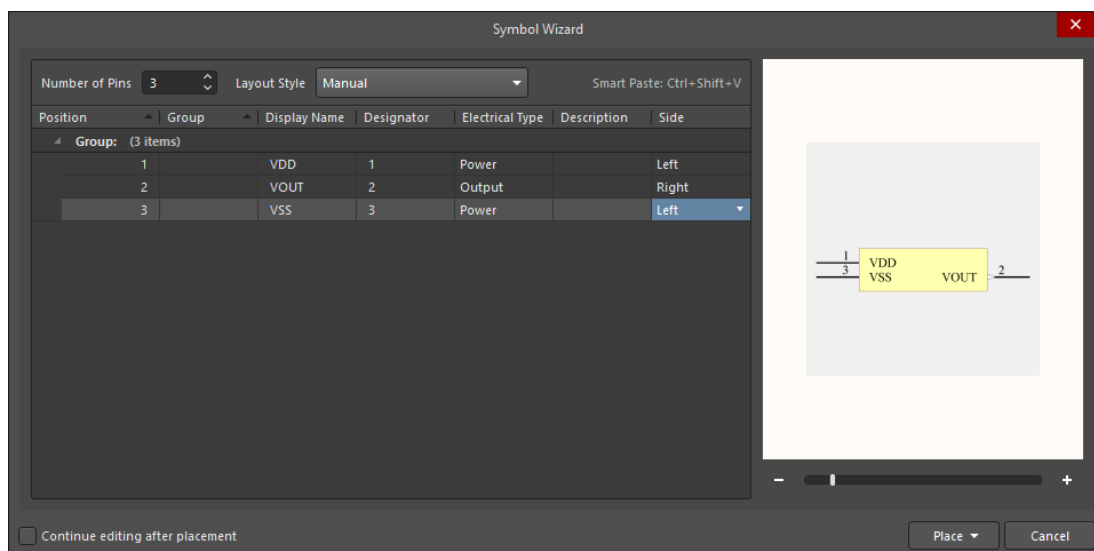 Symbol Wizard
Number of Pins 3 Layout Style Manual Smart Paste: Ctrl+Shift+V
Position Group Display Name Designator Electrical Type Description Side
Group: (3 items)
1 VDD 1 Power Left
2 VOUT 2 Output Right
3 VSS 3 Power Left
1 VDD
3 VSS VOUT 2
Continue editing after placement Place Cancel